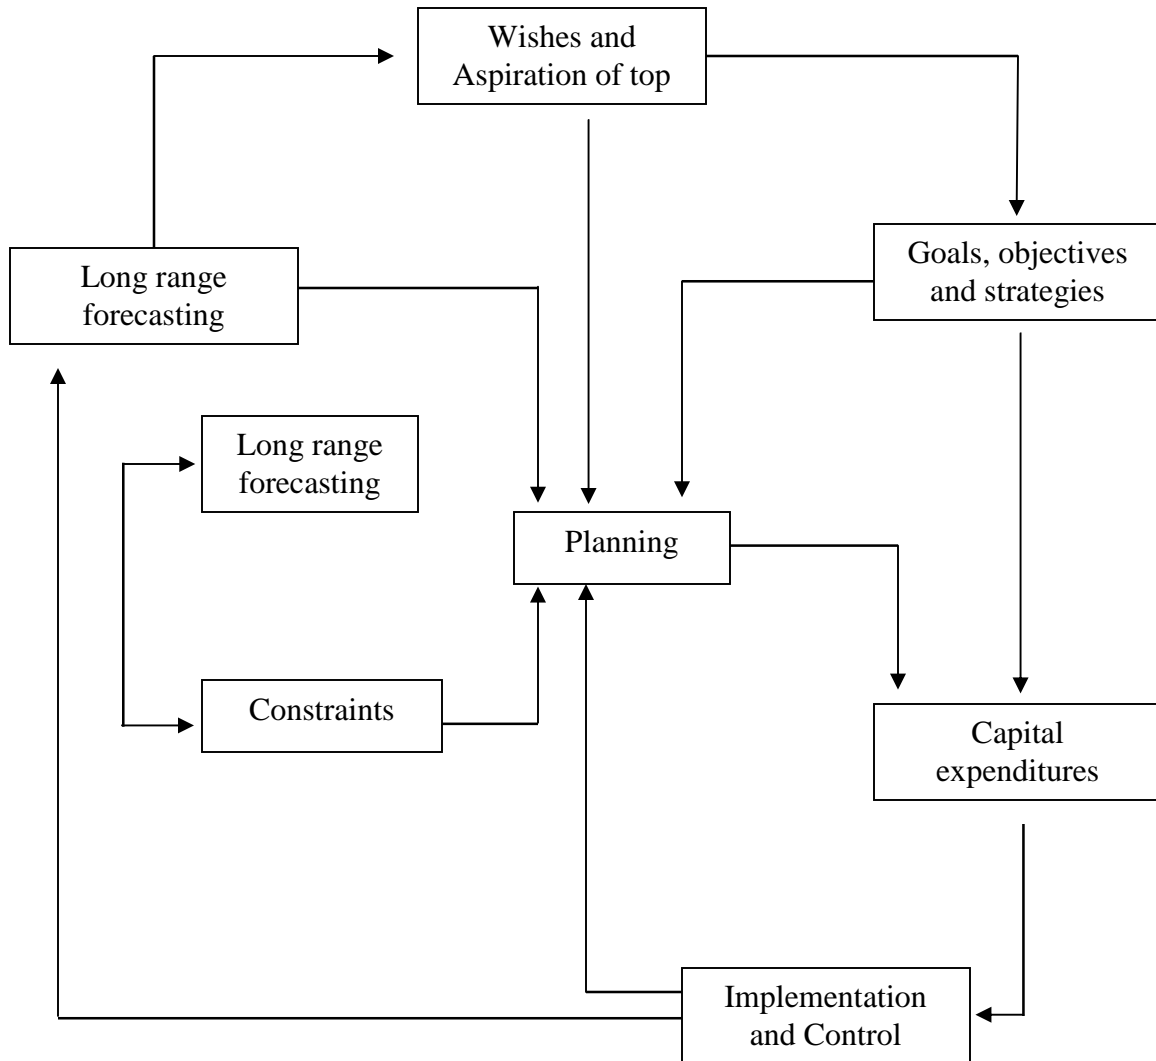 Wishes and
Aspiration of top
Goals, objectives
and strategies
Long range
forecasting
Long range
forecasting
Planning
Constraints
Capital
expenditures
Implementation
and Control